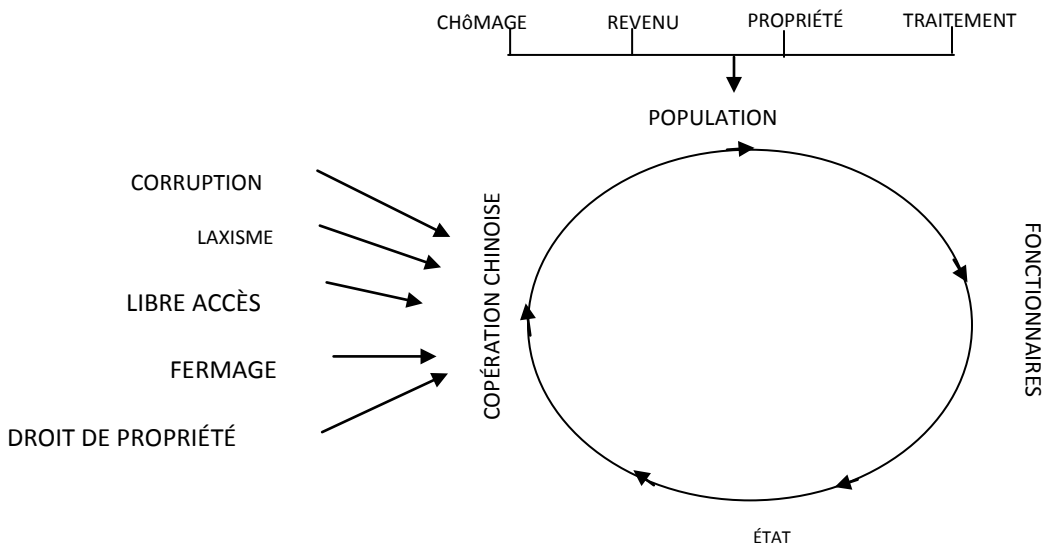 CHôMAGE REVENU PROPRIÉTÉ TRAITEMENT
POPULATION
CORRUPTION
LAXISME
LIBRE ACCÈS
FERMAGE
DROIT DE PROPRIÉTÉ
COPÉRATION CHINOISE
FONCTIONNAIRES
ÉTAT